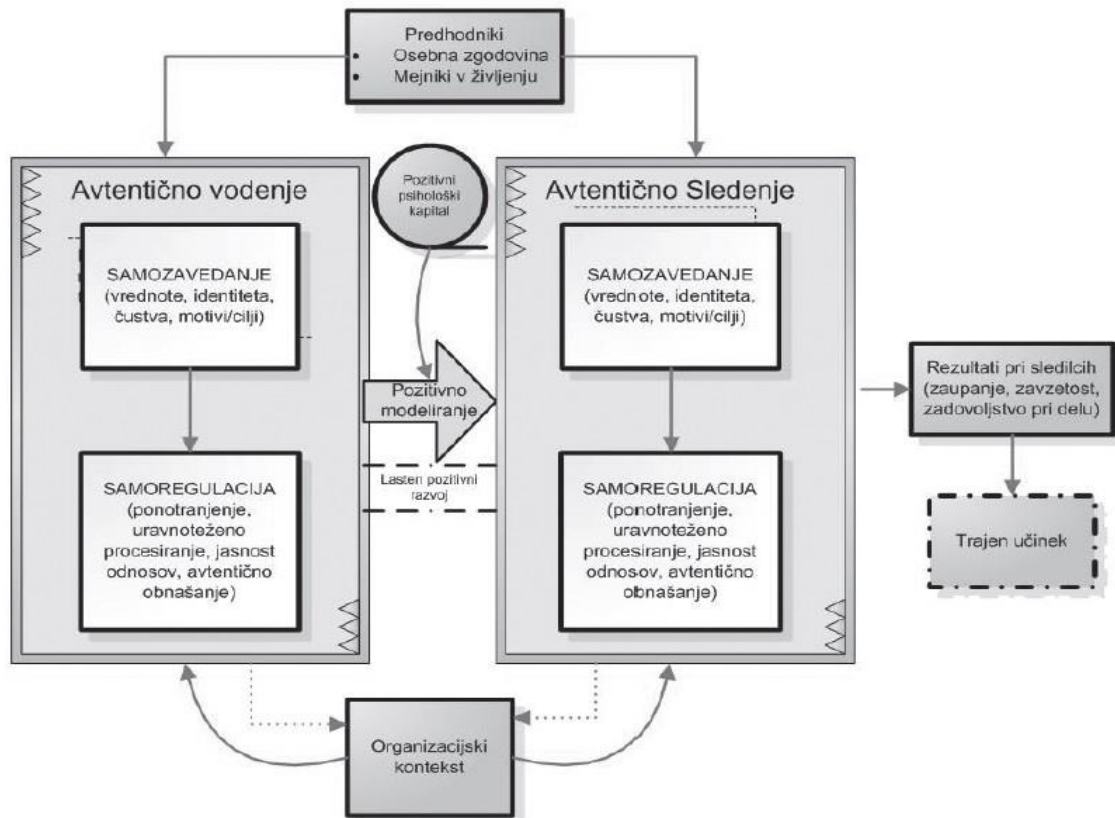 Predhodniki
• Osebna zgodovina
• Mejniki v življenju
Avtentično vodenje
Pozitivni
psihološki
kapital
Avtentično Sledenje
SAMOZAVEDANJE
(vrednote, identiteta,
čustva, motivi/cilji)
SAMOZAVEDANJE
(vrednote, identiteta,
čustva, motivi/cilji)
Pozitivno
modeliranje
Rezultati pri sledilcih
(zaupanje, zavzetost,
zadovoljstvo pri delu)
Lasten pozitivni
razvoj
SAMOREGULACIJA
(ponotranjenje,
uravnoteženo
procesiranje, jasnost
odnosov, avtentično
obnašanje)
SAMOREGULACIJA
(ponotranjenje,
uravnoteženo
procesiranje, jasnost
odnosov, avtentično
obnašanje)
Trajen učinek
Organizacijski
kontekst